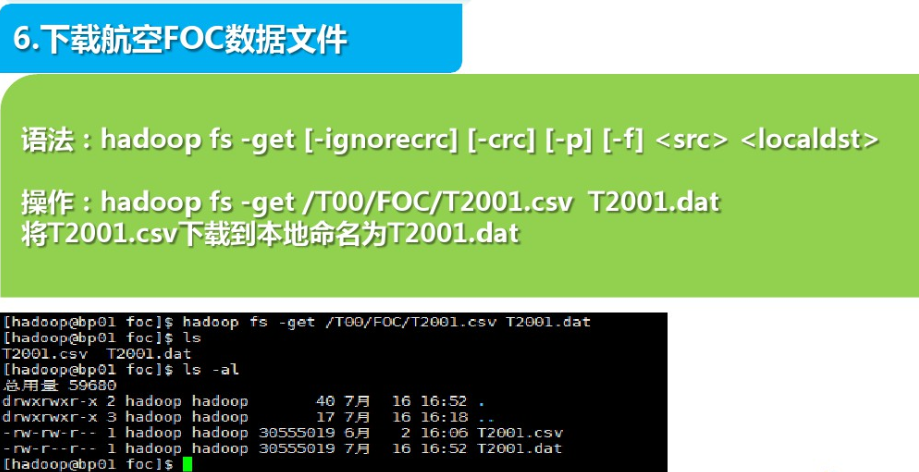 6.下载航空FOC数据文件
语法：hadoop fs -get [-ignorecrc] [-crc] [-p] [-f] <src> <localdst>
操作：hadoop fs -get /T00/FOC/T2001.csv  T2001.dat
将T2001.csv下载到本地命名为T2001.dat
[hadoop@bp01 foc]$ hadoop fs -get /T00/FOC/T2001.csv T2001.dat
[hadoop@bp01 foc]$ ls
T2001.csv  T2001.dat
[hadoop@bp01 foc]$ ls -al
总用量 59680
drwxrwxr-x 2 hadoop hadoop       40 7月  16 16:52 .
drwxrwxr-x 3 hadoop hadoop       17 7月  16 16:18 ..
-rw-rw-r-- 1 hadoop hadoop 30555019 6月   2 16:06 T2001.csv
-rw-r--r-- 1 hadoop hadoop 30555019 7月  16 16:52 T2001.dat
[hadoop@bp01 foc]$